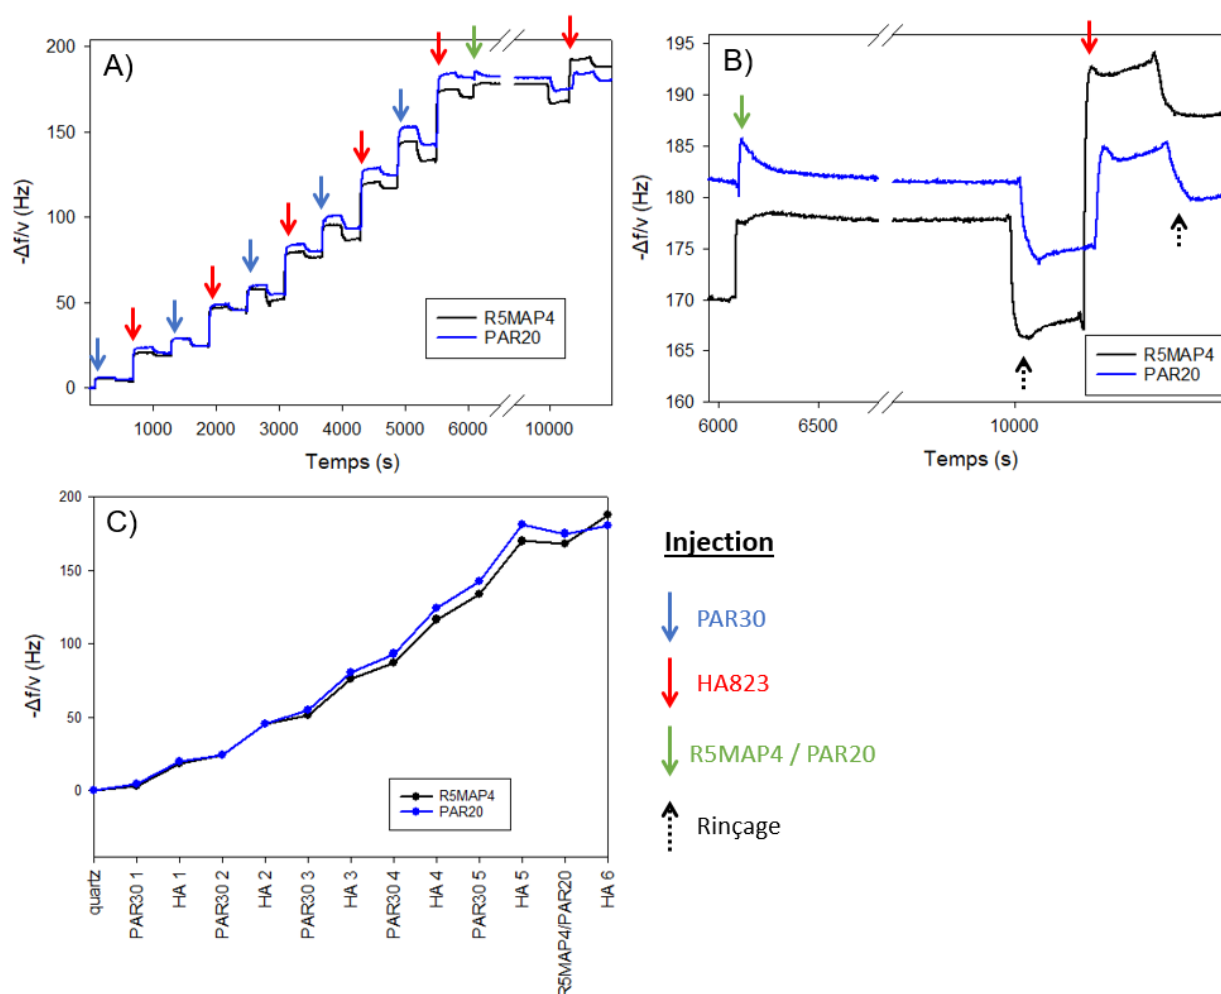 A)
200
150
100
50
0
-Δf/ν (Hz)
R5MAP4
PAR20
1000 2000 3000 4000 5000 6000 10000
Temps (s)
B)
195
190
185
182
175
170
165
160
-Δf/ν (Hz)
R5MAP4
PAR20
6000 6500 10000
Temps (s)
C)
200
150
100
50
0
-Δf/ν (Hz)
R5MAP4
PAR20
quartz
PAR30 1
HA 1
PAR30 2
HA 2
PAR30 3
HA 3
PAR30 4
HA 4
PAR30 5
HA 5
R5MAP4/PAR20
HA 6
Injection
PAR30
HA823
R5MAP4 / PAR20
Rinçage